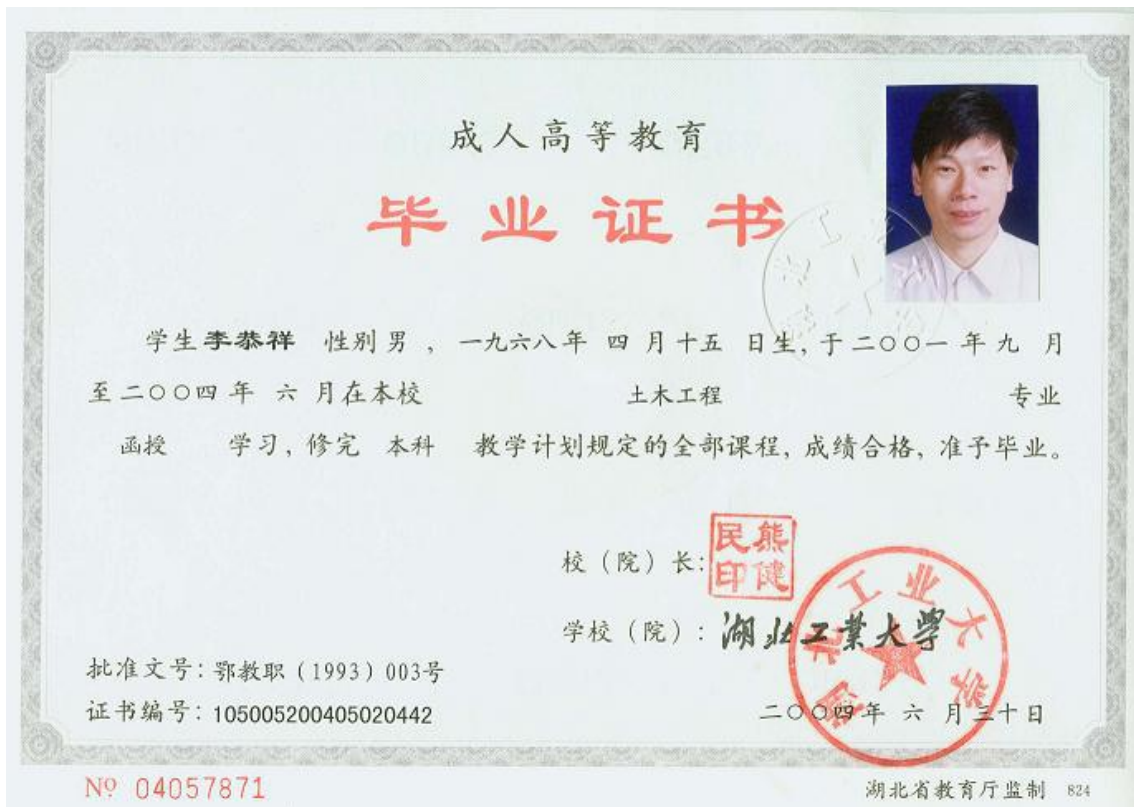 成人高等教育
毕业证书
学生李恭祥 性别男，一九六八年 四 月十五 日生，于二〇〇一 年九 月
至二〇〇四年 六 月在本校 土木工程 专业
函授 学习，修完 本科 教学计划规定的全部课程，成绩合格，准予毕业。
校（院）长：
熊健民印
学校（院）：湖北工業大學
湖北工业大学
批准文号：鄂教职（1993）003号
证书编号：105005200405020442
二〇〇四年 六 月三十日
№ 04057871
湖北省教育厅监制 824